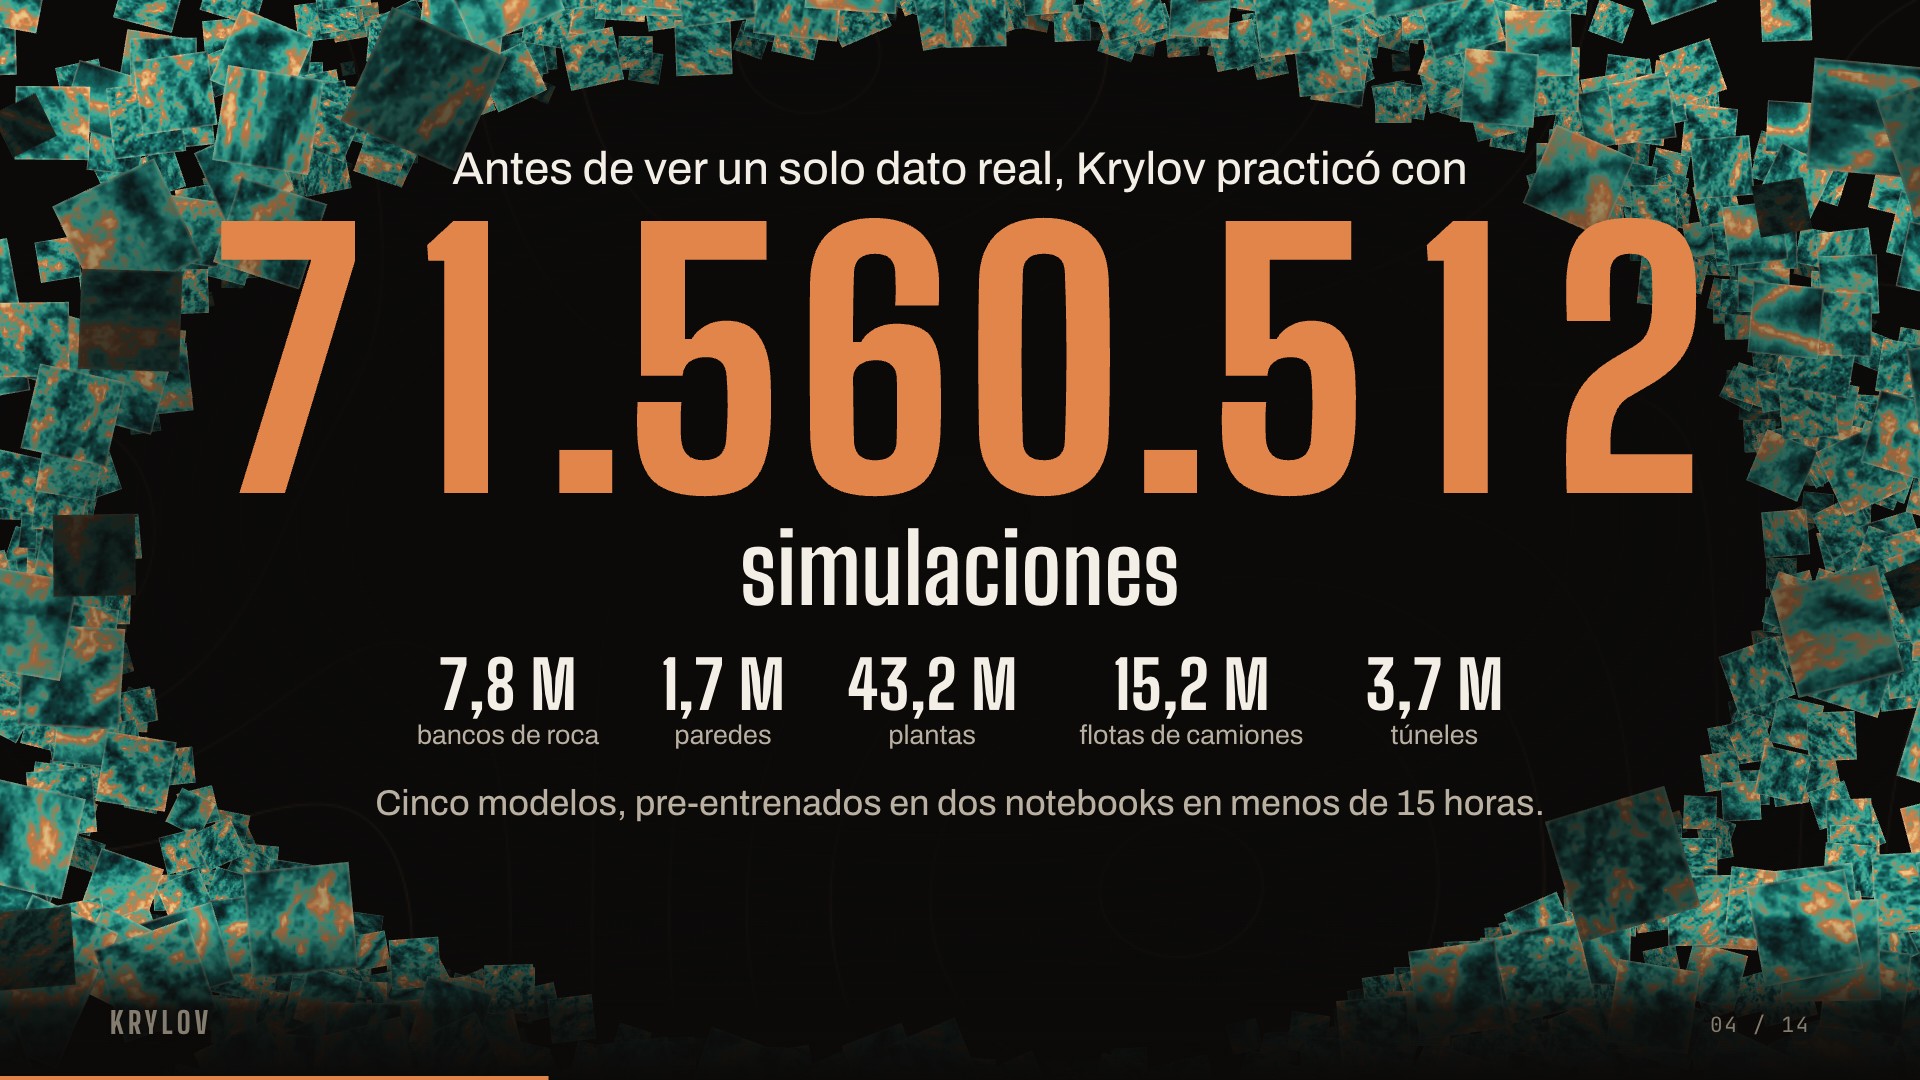 Antes de ver un solo dato real, Krylov practicó con
71.560.512
simulaciones
7,8 M
bancos de roca
1,7 M
paredes
43,2 M
plantas
15,2 M
flotas de camiones
3,7 M
túneles
Cinco modelos, pre-entrenados en dos notebooks en menos de 15 horas.
KRYLOV
04 / 14